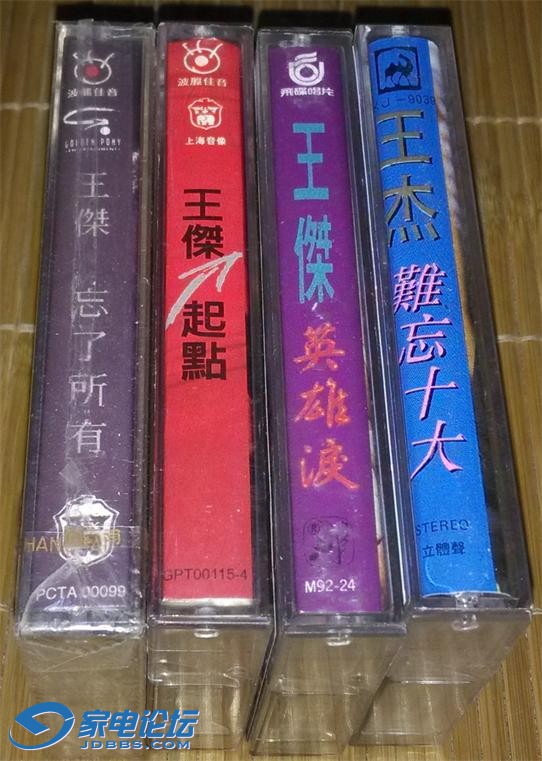 波麗佳音
GOLDEN PONY
王傑
忘了所有
PCTA 00099
波麗佳音
上海音像
王傑
起點
GPT00115-4
飛碟唱片
王傑
英雄淚
M92-24
XJ-9039
王杰
難忘十大
STEREO
立體聲
家电论坛
JDBBS.COM